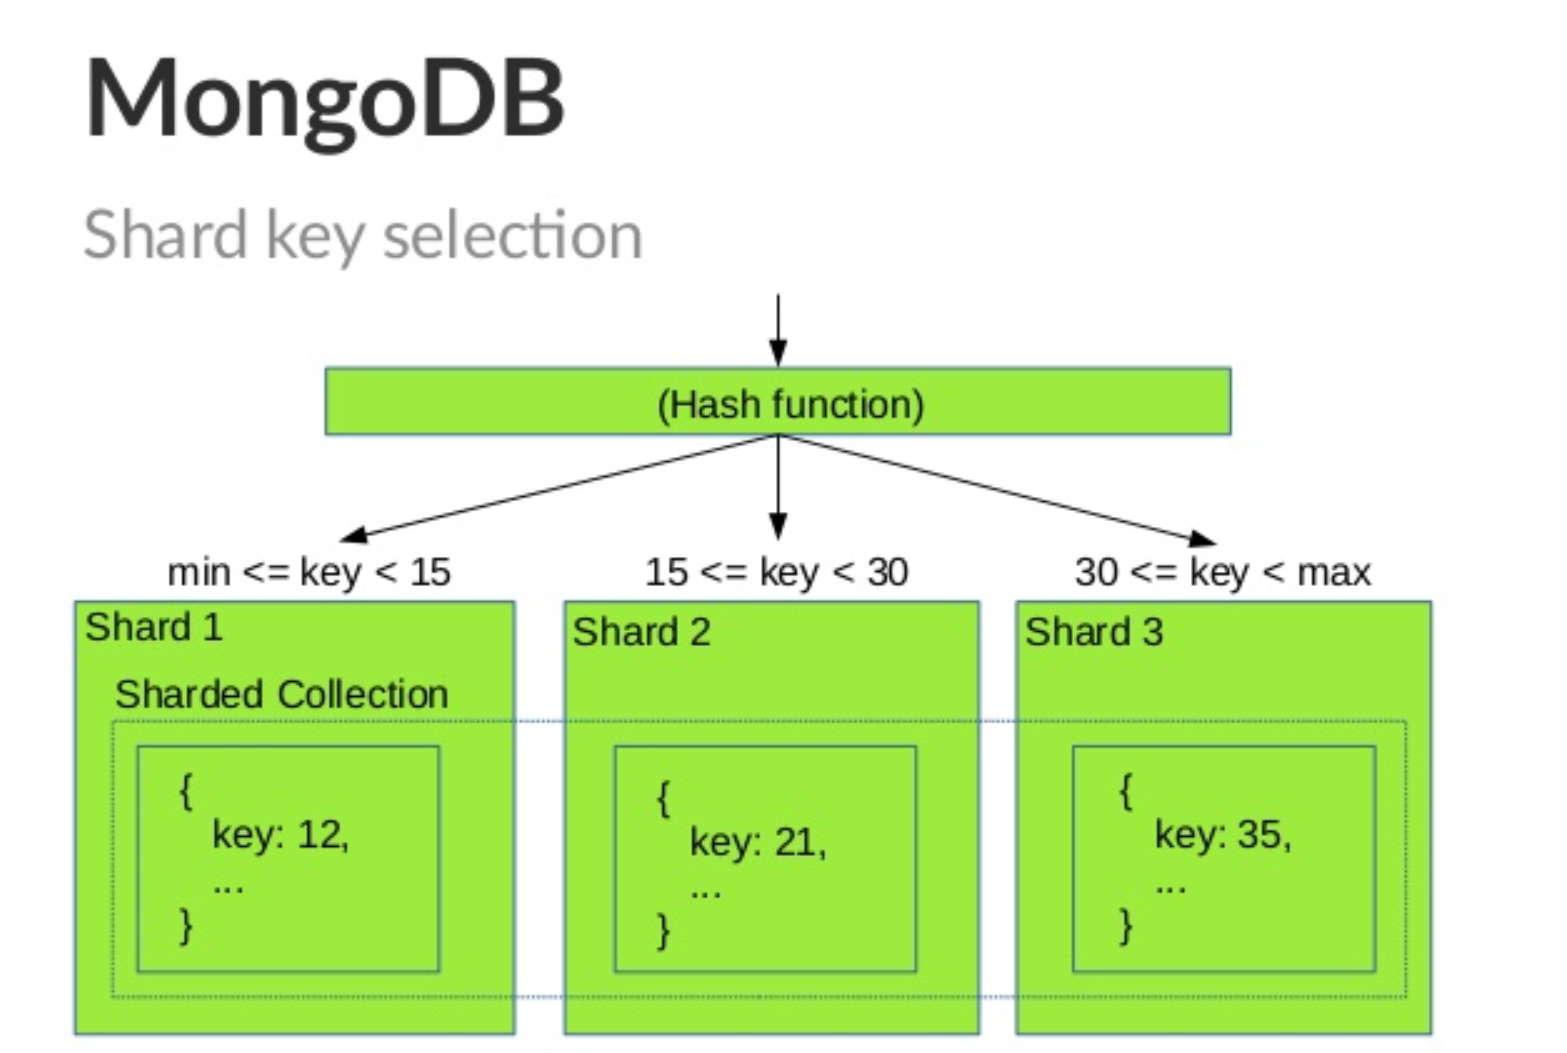 MongoDB
Shard key selection
(Hash function)
min <= key < 15
15 <= key < 30
30 <= key < max
Shard 1
Shard 2
Shard 3
Sharded Collection
{
key: 12,
...
}
{
key: 21,
...
}
{
key: 35,
...
}